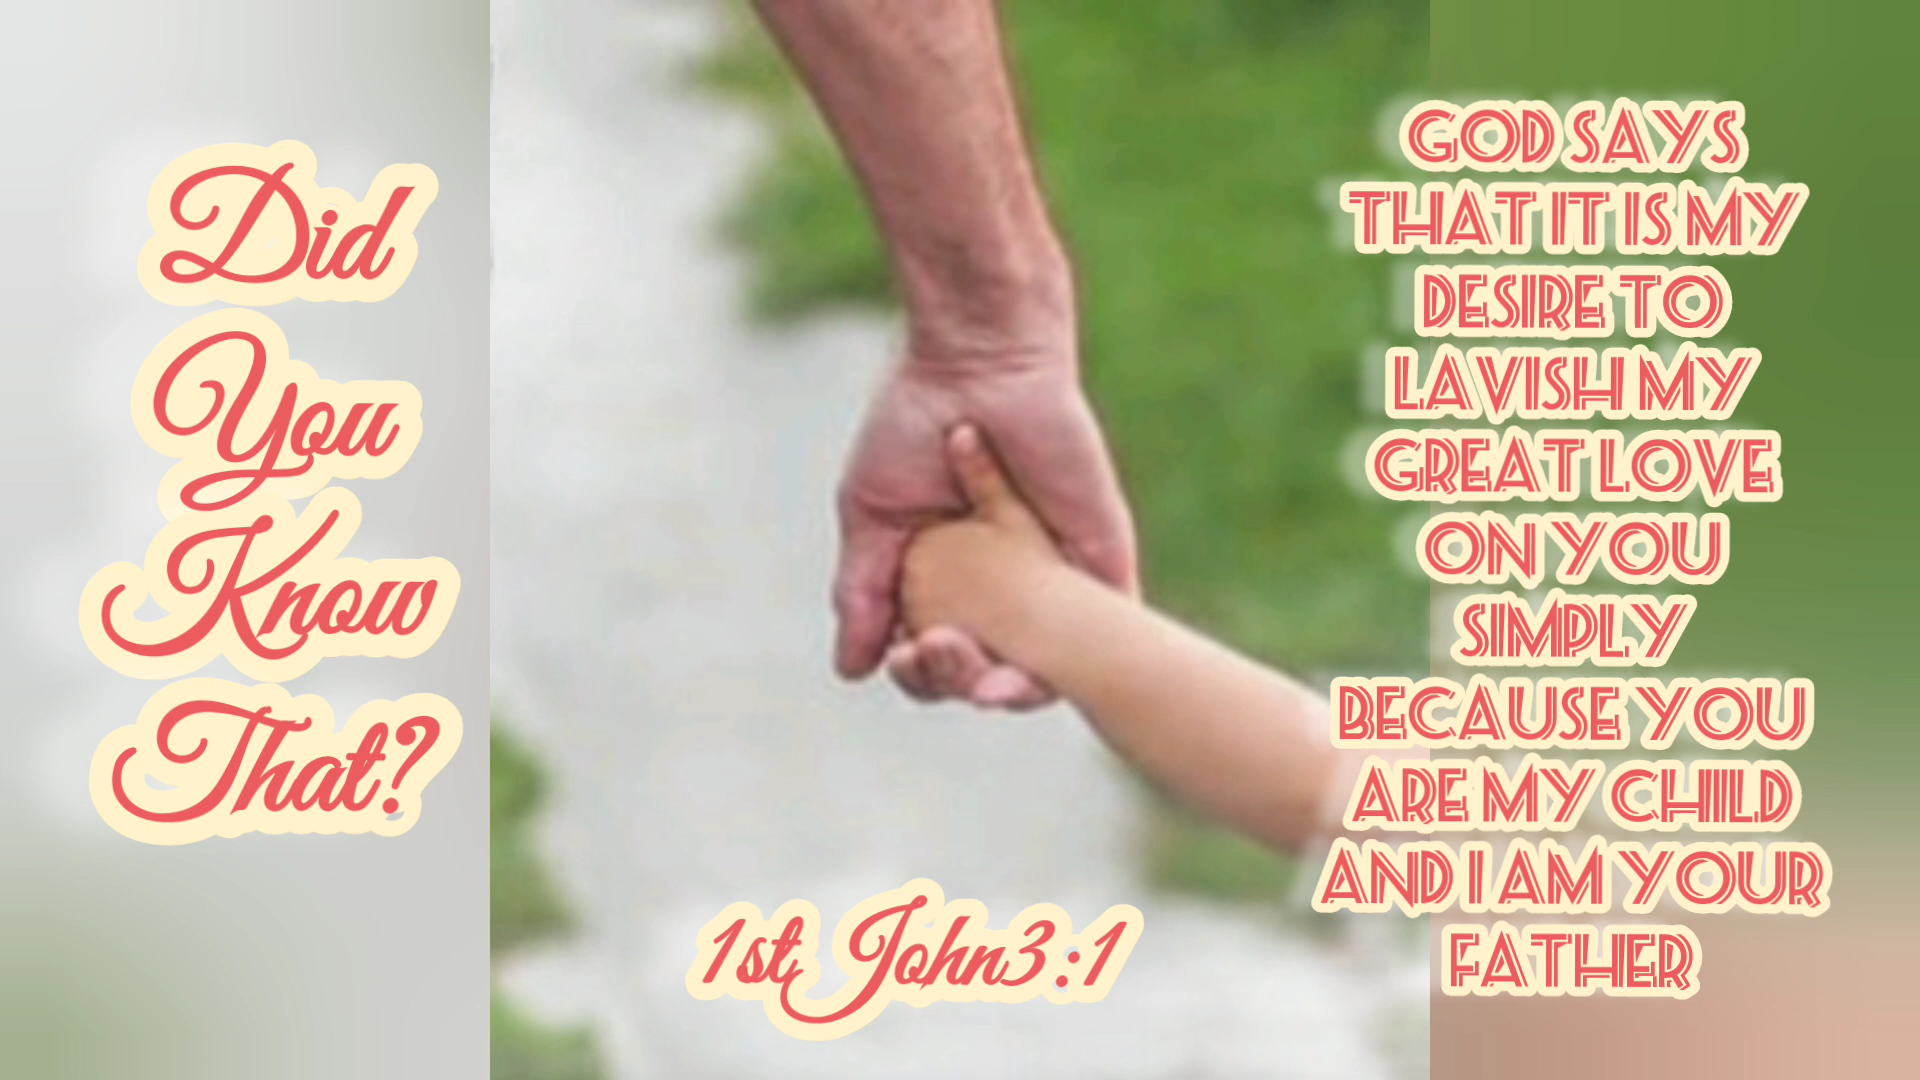 Did
You
Know
That?
GOD SAYS
THAT IT IS MY
DESIRE TO
LAVISH MY
GREAT LOVE
ON YOU
SIMPLY
BECAUSE YOU
ARE MY CHILD
AND I AM YOUR
FATHER
1st John3:1